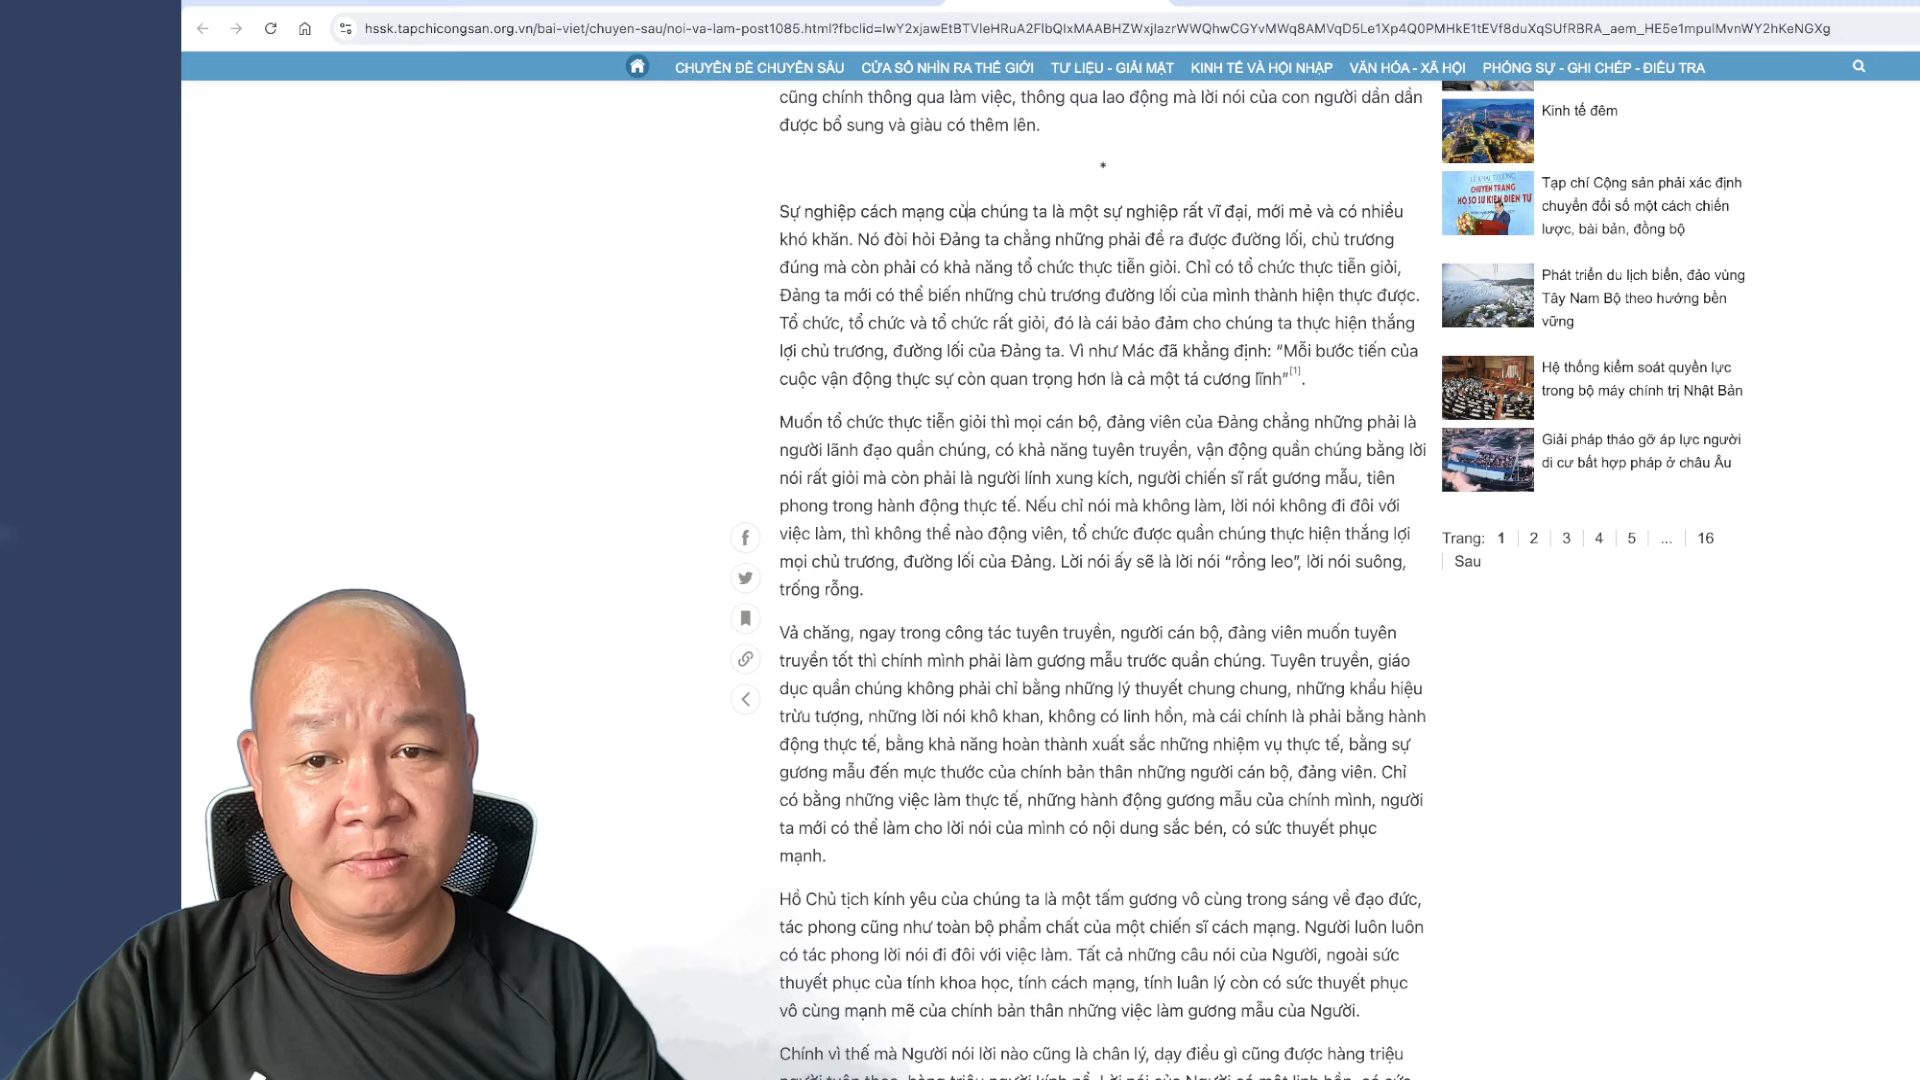 hssk.tapchicongsan.org.vn/bai-viet/chuyen-sau/noi-va-lam-post1085.html?fbclid=IwY2xjawEtBTVleHRuA2FlbQIxMAABHZWxjlazrWWQhwCGYvMWq8AMVqD5Le1Xp4Q0PMHkE1tEVf8duXqSUfRBRA_aem_HE5e1mpulMvnWY2hKeNGXg
CHUYÊN ĐỀ CHUYÊN SÂU CỬA SỔ NHÌN RA THẾ GIỚI TƯ LIỆU - GIẢI MẬT KINH TẾ VÀ HỘI NHẬP VĂN HÓA - XÃ HỘI PHÓNG SỰ - GHI CHÉP - ĐIỀU TRA
cũng chính thông qua làm việc, thông qua lao động mà lời nói của con người dần dần
được bổ sung và giàu có thêm lên.
*
Sự nghiệp cách mạng của chúng ta là một sự nghiệp rất vĩ đại, mới mẻ và có nhiều
khó khăn. Nó đòi hỏi Đảng ta chẳng những phải đề ra được đường lối, chủ trương
đúng mà còn phải có khả năng tổ chức thực tiễn giỏi. Chỉ có tổ chức thực tiễn giỏi,
Đảng ta mới có thể biến những chủ trương đường lối của mình thành hiện thực được.
Tổ chức, tổ chức và tổ chức rất giỏi, đó là cái bảo đảm cho chúng ta thực hiện thắng
lợi chủ trương, đường lối của Đảng ta. Vì như Mác đã khẳng định: “Mỗi bước tiến của
cuộc vận động thực sự còn quan trọng hơn là cả một tá cương lĩnh”[1].
Muốn tổ chức thực tiễn giỏi thì mọi cán bộ, đảng viên của Đảng chẳng những phải là
người lãnh đạo quần chúng, có khả năng tuyên truyền, vận động quần chúng bằng lời
nói rất giỏi mà còn phải là người lính xung kích, người chiến sĩ rất gương mẫu, tiên
phong trong hành động thực tế. Nếu chỉ nói mà không làm, lời nói không đi đôi với
việc làm, thì không thể nào động viên, tổ chức được quần chúng thực hiện thắng lợi
mọi chủ trương, đường lối của Đảng. Lời nói ấy sẽ là lời nói “rồng leo”, lời nói suông,
trống rỗng.
Vả chăng, ngay trong công tác tuyên truyền, người cán bộ, đảng viên muốn tuyên
truyền tốt thì chính mình phải làm gương mẫu trước quần chúng. Tuyên truyền, giáo
dục quần chúng không phải chỉ bằng những lý thuyết chung chung, những khẩu hiệu
trừu tượng, những lời nói khô khan, không có linh hồn, mà cái chính là phải bằng hành
động thực tế, bằng khả năng hoàn thành xuất sắc những nhiệm vụ thực tế, bằng sự
gương mẫu đến mực thước của chính bản thân những người cán bộ, đảng viên. Chỉ
có bằng những việc làm thực tế, những hành động gương mẫu của chính mình, người
ta mới có thể làm cho lời nói của mình có nội dung sắc bén, có sức thuyết phục
mạnh.
Hồ Chủ tịch kính yêu của chúng ta là một tấm gương vô cùng trong sáng về đạo đức,
tác phong cũng như toàn bộ phẩm chất của một chiến sĩ cách mạng. Người luôn luôn
có tác phong lời nói đi đôi với việc làm. Tất cả những câu nói của Người, ngoài sức
thuyết phục của tính khoa học, tính cách mạng, tính luân lý còn có sức thuyết phục
vô cùng mạnh mẽ của chính bản thân những việc làm gương mẫu của Người.
Chính vì thế mà Người nói lời nào cũng là chân lý, dạy điều gì cũng được hàng triệu
Kinh tế đêm
LỄ KHAI TRƯƠNG
CHUYÊN TRANG
HỒ SƠ SỰ KIỆN ĐIỆN TỬ
Tạp chí Cộng sản phải xác định
chuyển đổi số một cách chiến
lược, bài bản, đồng bộ
Phát triển du lịch biển, đảo vùng
Tây Nam Bộ theo hướng bền
vững
Hệ thống kiểm soát quyền lực
trong bộ máy chính trị Nhật Bản
Giải pháp tháo gỡ áp lực người
di cư bất hợp pháp ở châu Âu
Trang: 1 2 3 4 5 ... 16
Sau